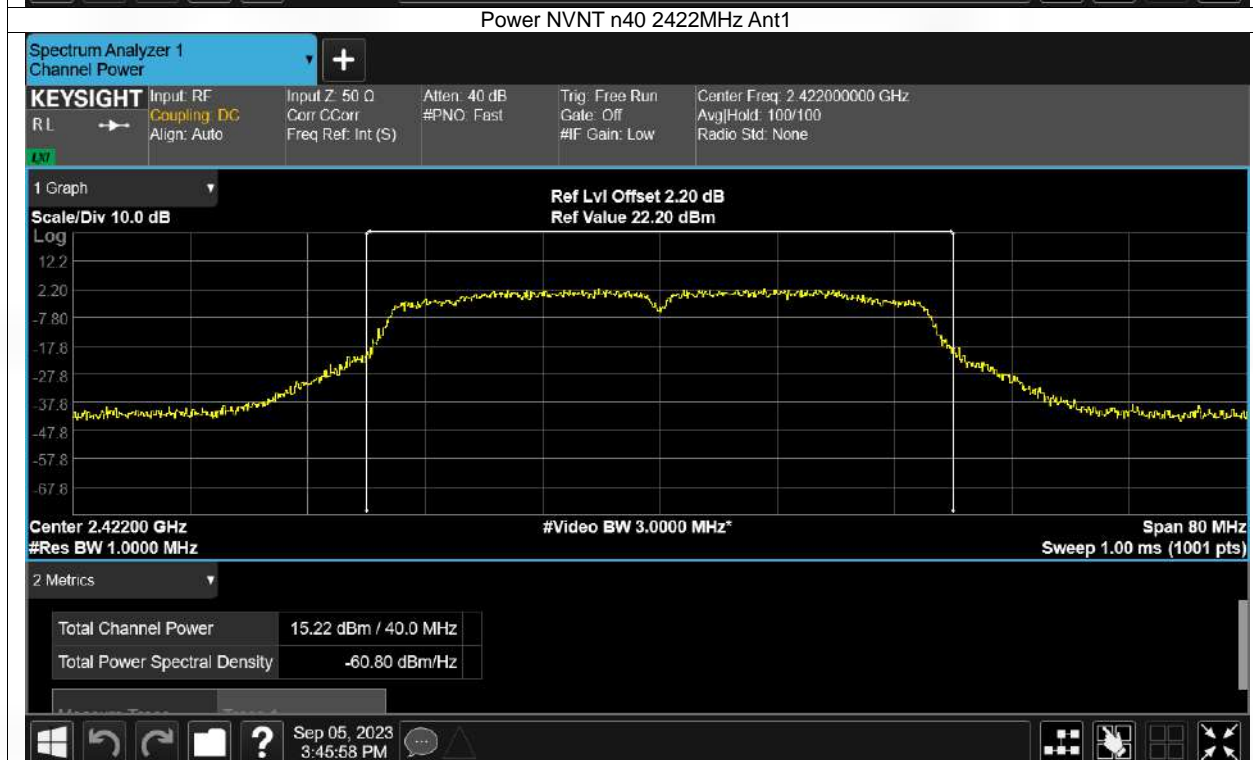 Power NVNT n40 2422MHz Ant1
Spectrum Analyzer 1
Channel Power
KEYSIGHT
RL
LXI
Input: RF
Coupling: DC
Align: Auto
Input Z: 50 Ω
Corr CCorr
Freq Ref: Int (S)
Atten: 40 dB
#PNO: Fast
Trig: Free Run
Gate: Off
#IF Gain: Low
Center Freq: 2.422000000 GHz
Avg|Hold: 100/100
Radio Std: None
1 Graph
Scale/Div 10.0 dB
Ref Lvl Offset 2.20 dB
Ref Value 22.20 dBm
Log
12.2
2.20
-7.80
-17.8
-27.8
-37.8
-47.8
-57.8
-67.8
Center 2.42200 GHz
#Video BW 3.0000 MHz*
Span 80 MHz
#Res BW 1.0000 MHz
Sweep 1.00 ms (1001 pts)
2 Metrics
Total Channel Power 15.22 dBm / 40.0 MHz
Total Power Spectral Density -60.80 dBm/Hz
?
Sep 05, 2023
3:45:58 PM